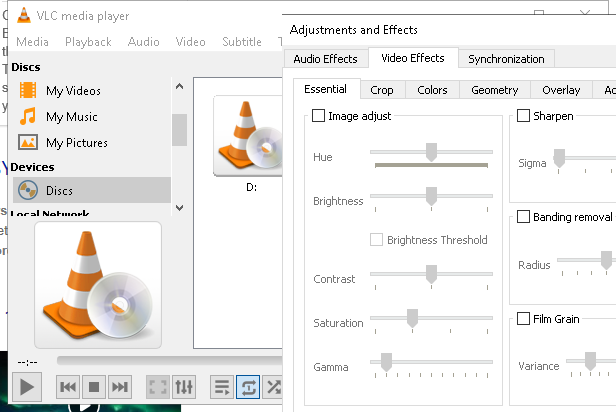 VLC media player
Media Playback Audio Video Subtitle
Discs
My Videos
My Music
My Pictures
Devices
Discs
Local Network
D:
--:--
Adjustments and Effects
Audio Effects Video Effects Synchronization
Essential Crop Colors Geometry Overlay
Image adjust
Hue
Brightness
Brightness Threshold
Contrast
Saturation
Gamma
Sharpen
Sigma
Banding removal
Radius
Film Grain
Variance